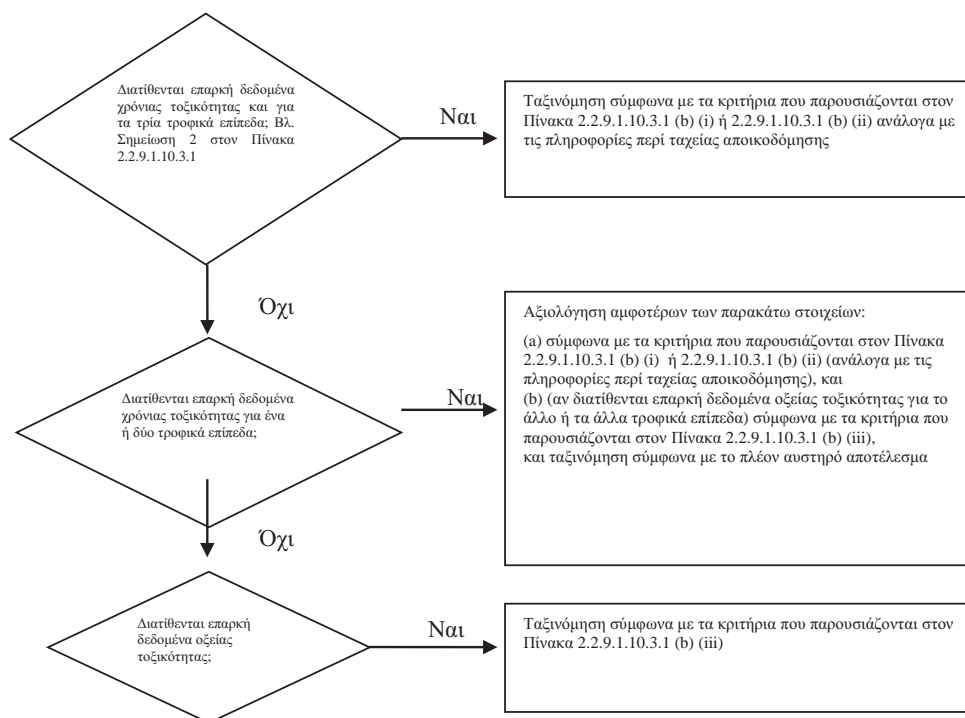 Διατίθενται επαρκή δεδομένα
χρόνιας τοξικότητας και για
τα τρία τροφικά επίπεδα; Βλ.
Σημείωση 2 στον Πίνακα
2.2.9.1.10.3.1
Ναι
Ταξινόμηση σύμφωνα με τα κριτήρια που παρουσιάζονται στον
Πίνακα 2.2.9.1.10.3.1 (b) (i) ή 2.2.9.1.10.3.1 (b) (ii) ανάλογα με
τις πληροφορίες περί ταχείας αποικοδόμησης
Όχι
Διατίθενται επαρκή δεδομένα
χρόνιας τοξικότητας για ένα
ή δύο τροφικά επίπεδα;
Ναι
Αξιολόγηση αμφοτέρων των παρακάτω στοιχείων:
(a) σύμφωνα με τα κριτήρια που παρουσιάζονται στον Πίνακα
2.2.9.1.10.3.1 (b) (i) ή 2.2.9.1.10.3.1 (b) (ii) (ανάλογα με τις
πληροφορίες περί ταχείας αποικοδόμησης), και
(b) (αν διατίθενται επαρκή δεδομένα οξείας τοξικότητας για το
άλλο ή τα άλλα τροφικά επίπεδα) σύμφωνα με τα κριτήρια που
παρουσιάζονται στον Πίνακα 2.2.9.1.10.3.1 (b) (iii),
και ταξινόμηση σύμφωνα με το πλέον αυστηρό αποτέλεσμα
Όχι
Διατίθενται επαρκή
δεδομένα οξείας
τοξικότητας;
Ναι
Ταξινόμηση σύμφωνα με τα κριτήρια που παρουσιάζονται στον
Πίνακα 2.2.9.1.10.3.1 (b) (iii)